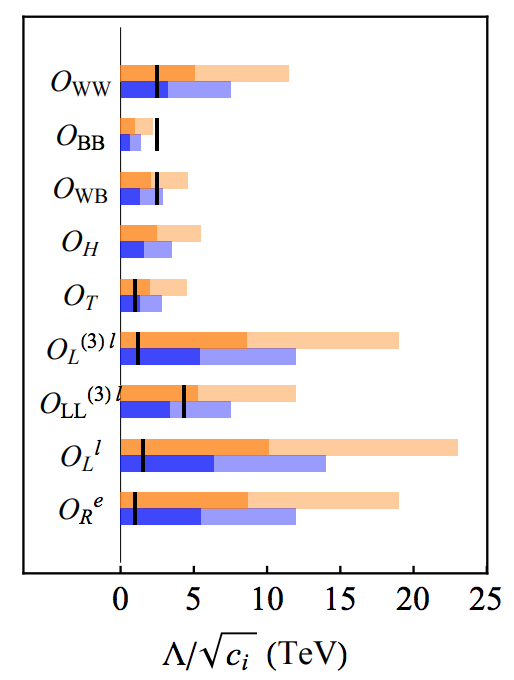 O_WW
O_BB
O_WB
O_H
O_T
O_L^(3) l
O_LL^(3) l
O_L^l
O_R^e
0 5 10 15 20 25
Λ/√c_i (TeV)